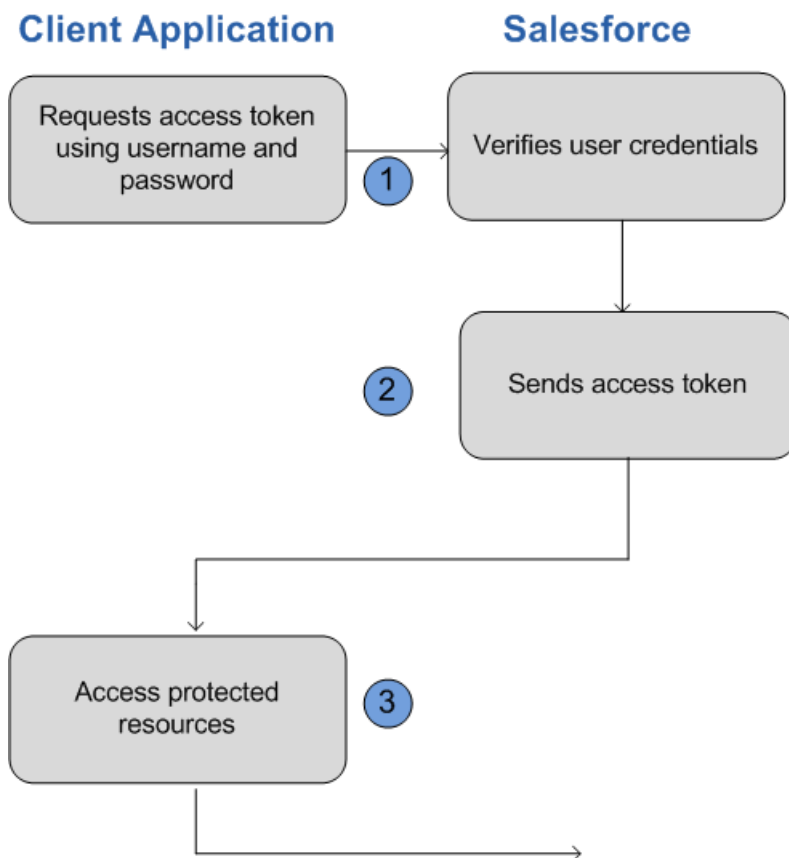 Client Application
Salesforce
Requests access token
using username and
password
1
Verifies user credentials
2
Sends access token
Access protected
resources
3